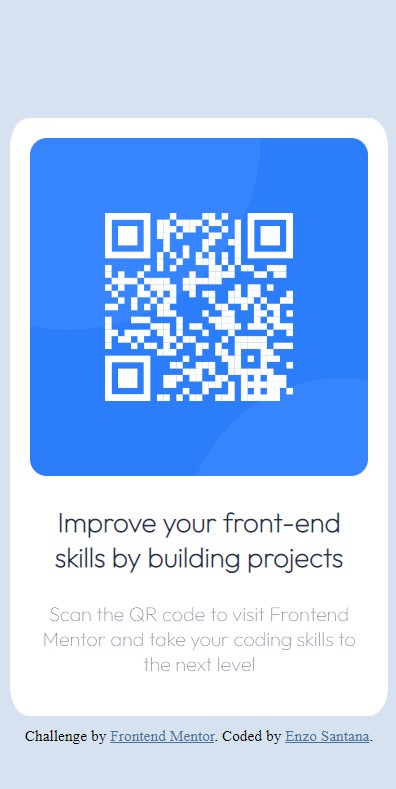 Improve your front-end
skills by building projects
Scan the QR code to visit Frontend
Mentor and take your coding skills to
the next level
Challenge by Frontend Mentor. Coded by Enzo Santana.